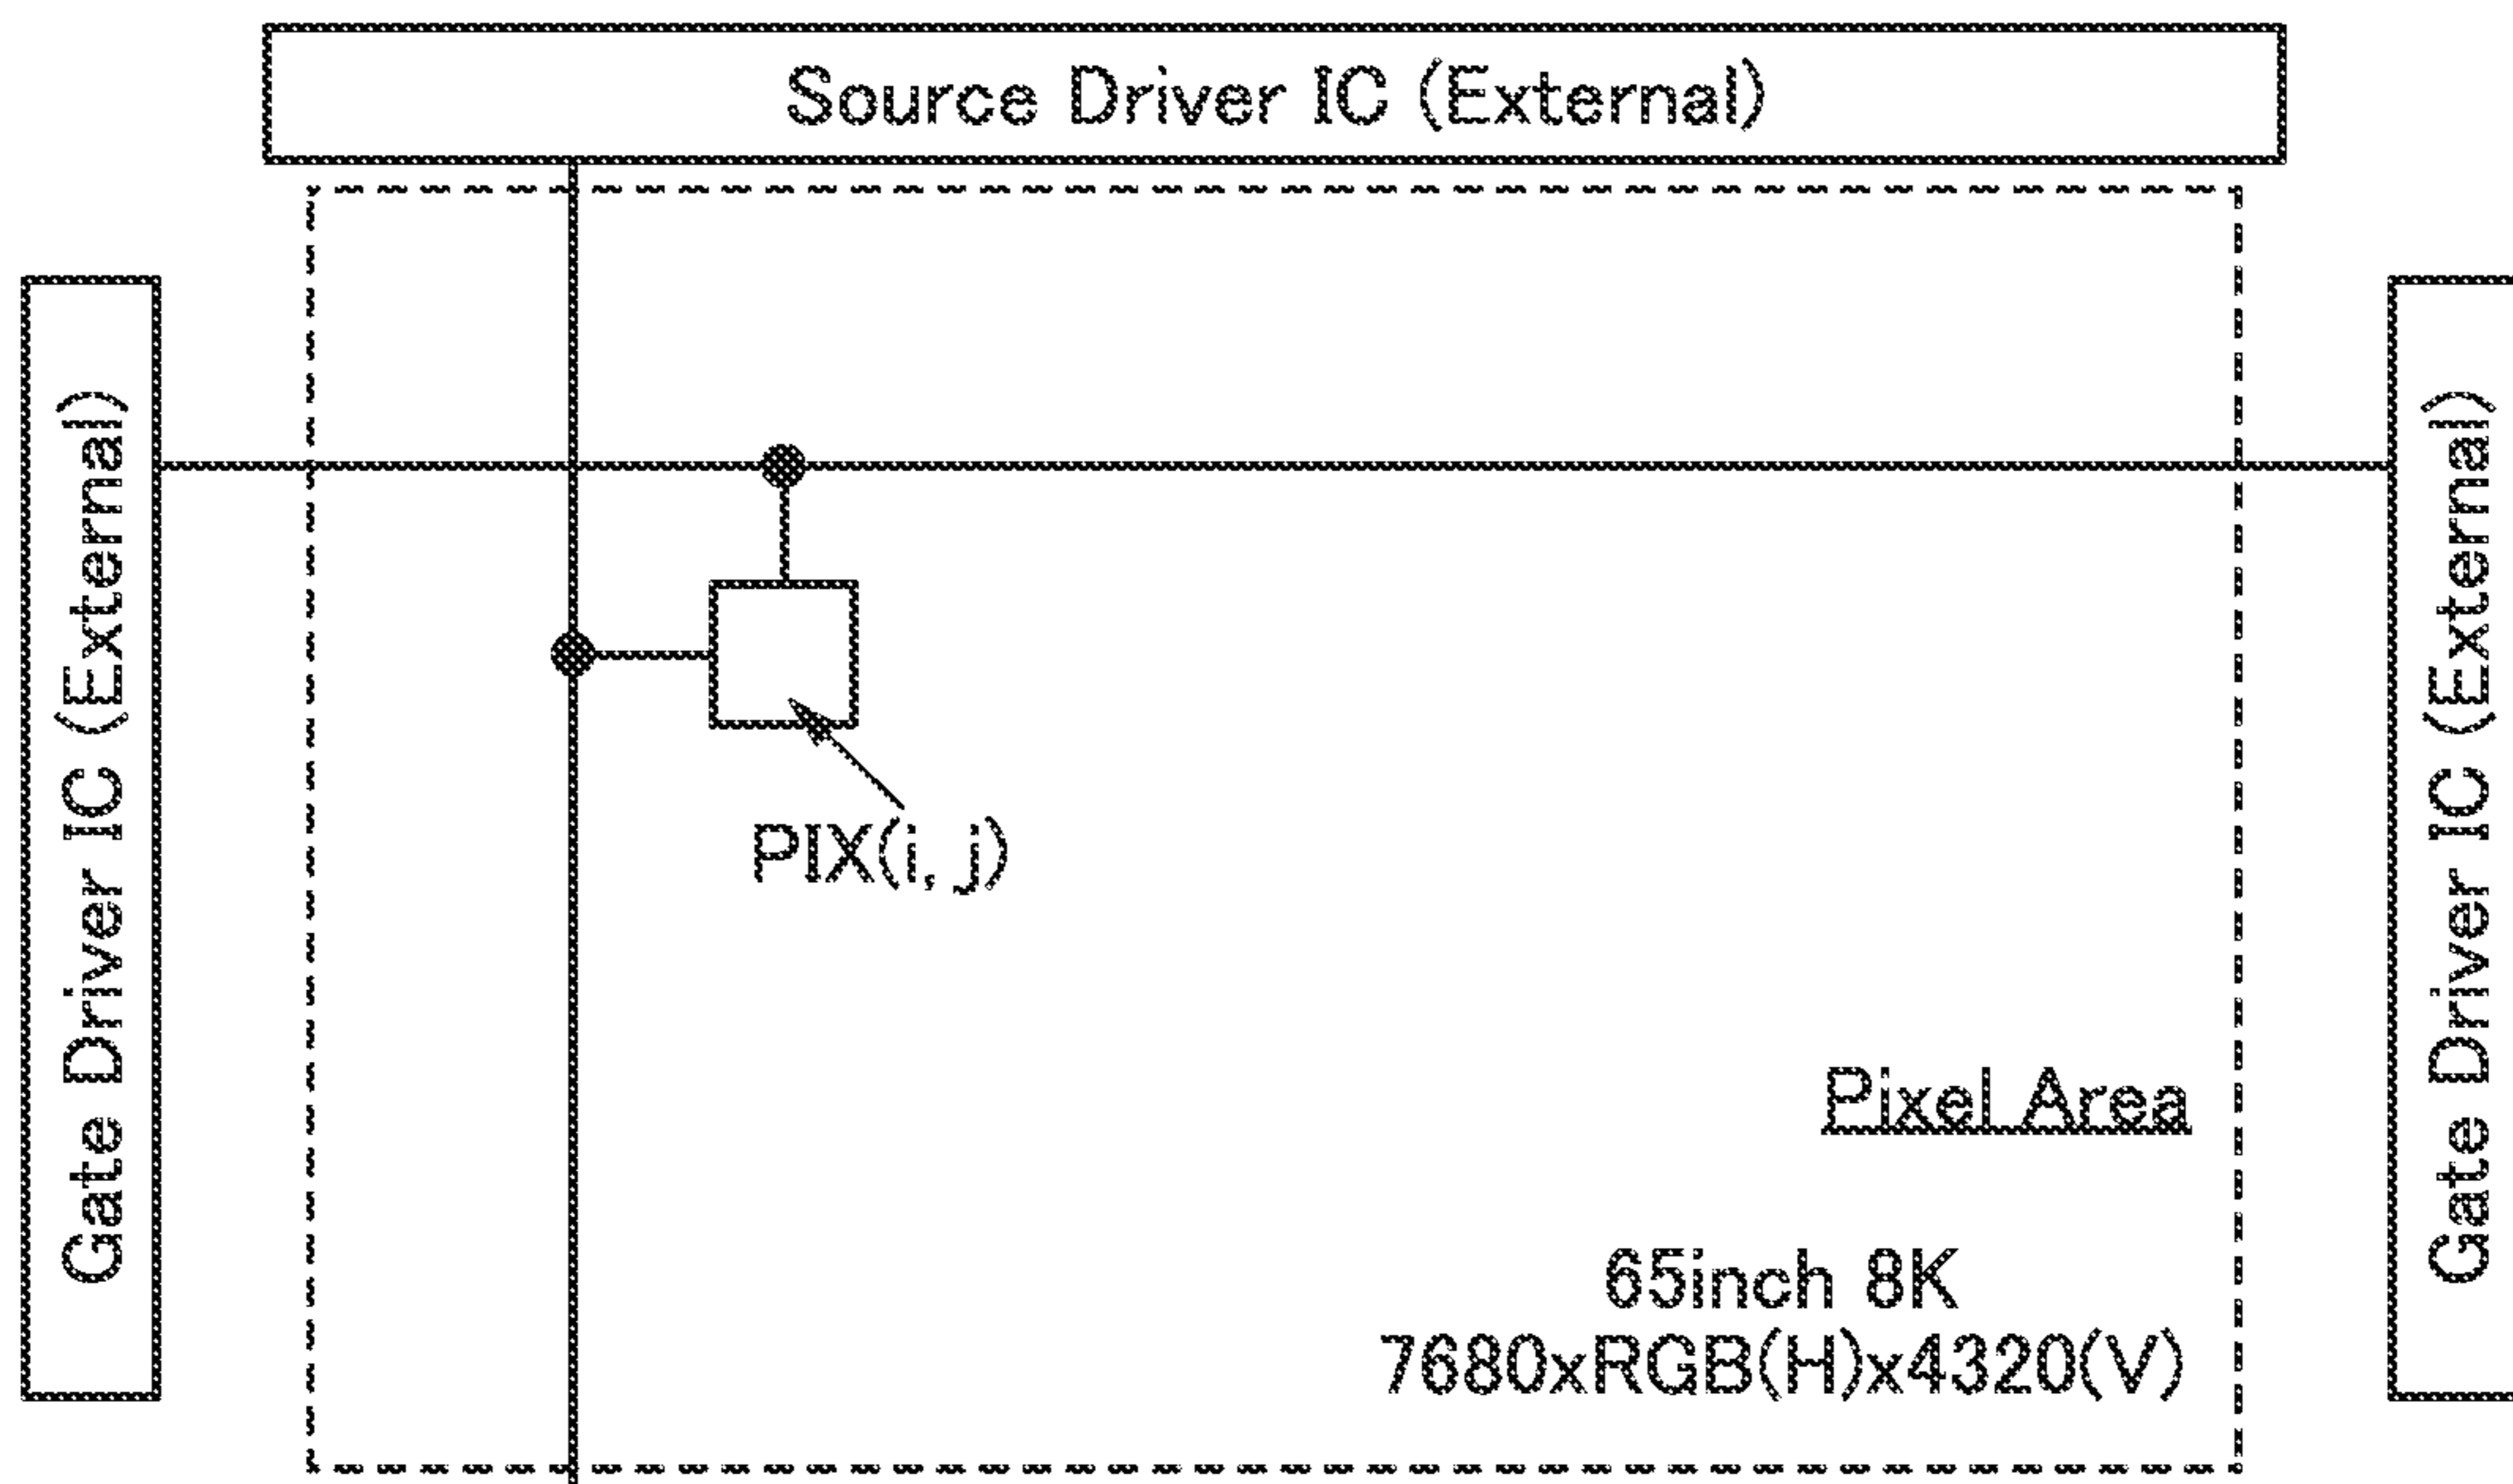 Source Driver IC (External)
Gate Driver IC (External)
Gate Driver IC (External)
PIX(i, j)
Pixel Area
65inch 8K
7680xRGB(H)x4320(V)